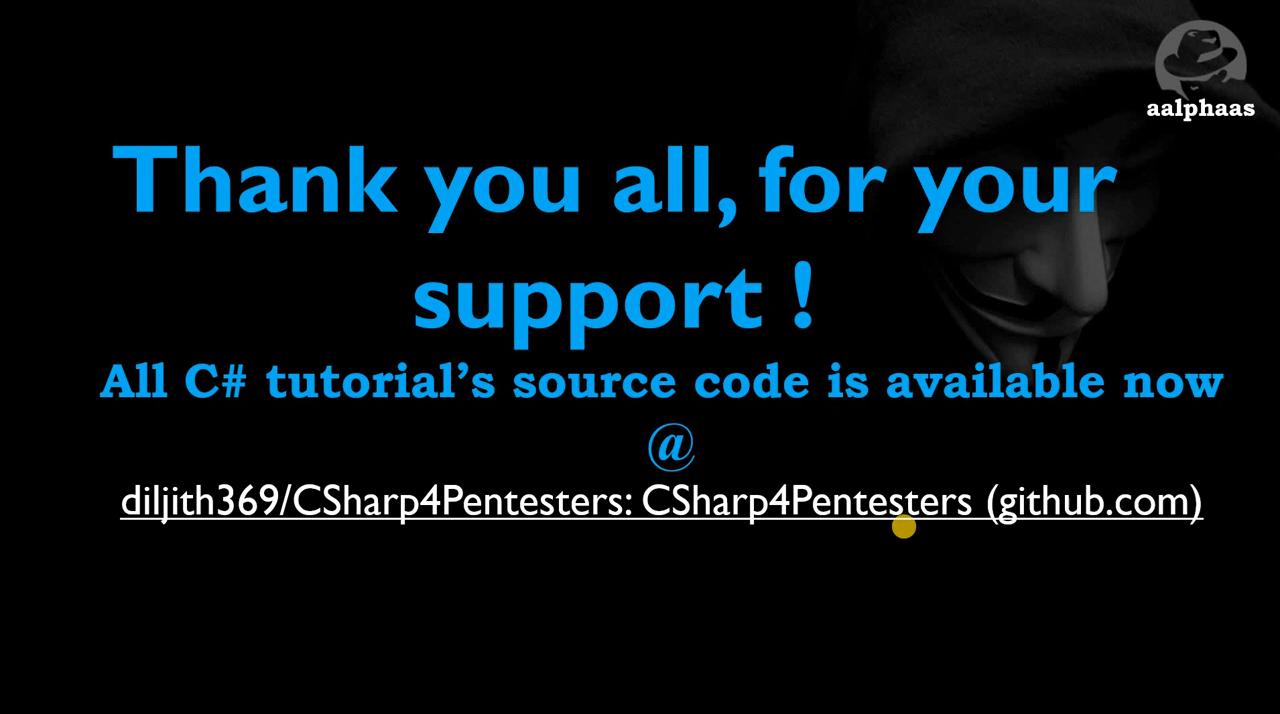 aalphaas
Thank you all, for your
support !
All C# tutorial’s source code is available now
@
diljith369/CSharp4Pentesters: CSharp4Pentesters (github.com)